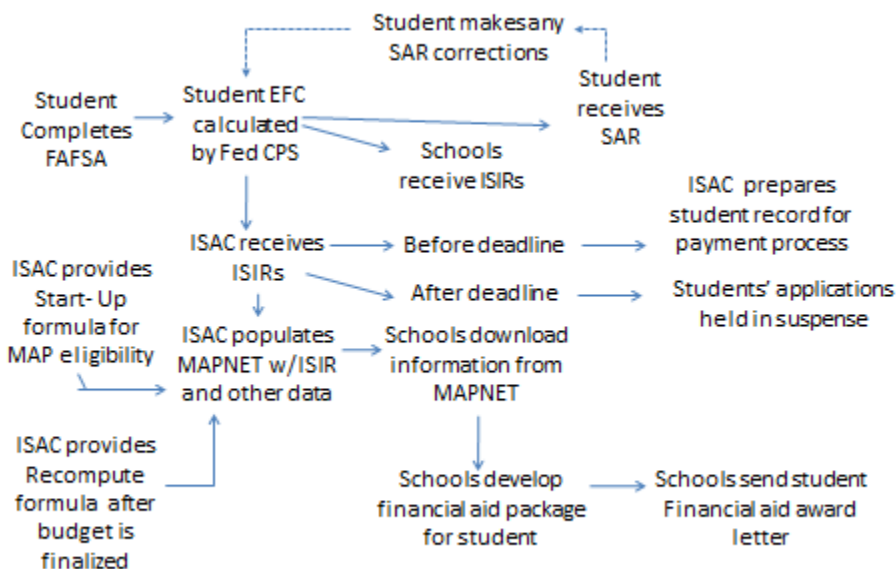 Student makes any
SAR corrections
Student
Completes
FAFSA
Student EFC
calculated
by Fed CPS
Student
receives
SAR
Schools
receive ISIRs
ISAC receives
ISIRs
Before deadline
ISAC prepares
student record for
payment process
After deadline
Students' applications
held in suspense
ISAC provides
Start- Up
formula for
MAP eligibility
ISAC populates
MAPNET w/ISIR
and other data
Schools download
information from
MAPNET
ISAC provides
Recompute
formula after
budget is
finalized
Schools develop
financial aid package
for student
Schools send student
Financial aid award
letter